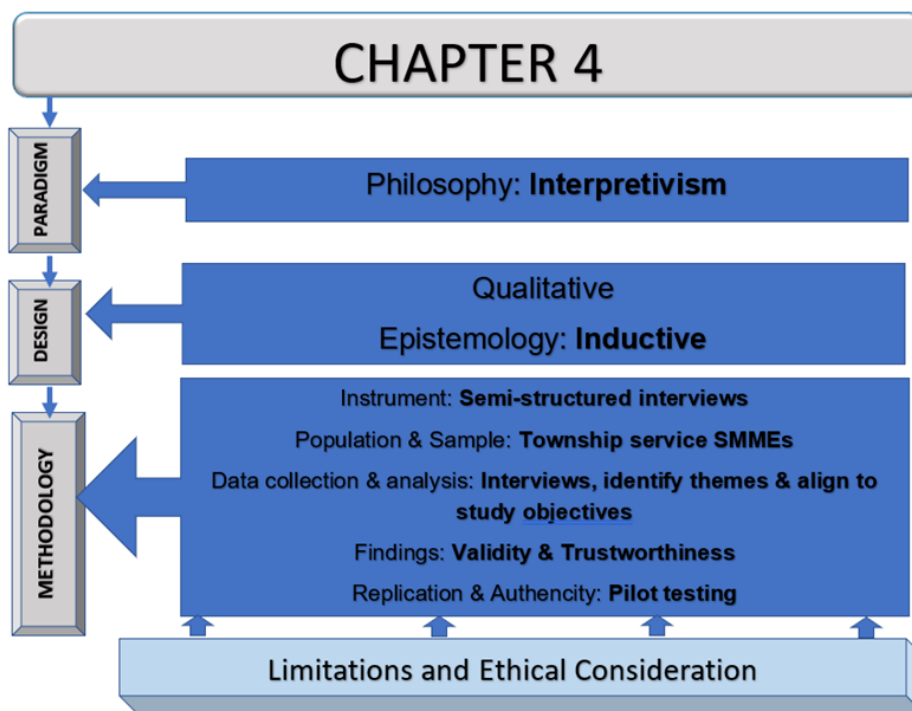 CHAPTER 4
PARADIGM
Philosophy: Interpretivism
DESIGN
Qualitative
Epistemology: Inductive
METHODOLOGY
Instrument: Semi-structured interviews
Population & Sample: Township service SMMEs
Data collection & analysis: Interviews, identify themes & align to
study objectives
Findings: Validity & Trustworthiness
Replication & Authencity: Pilot testing
Limitations and Ethical Consideration